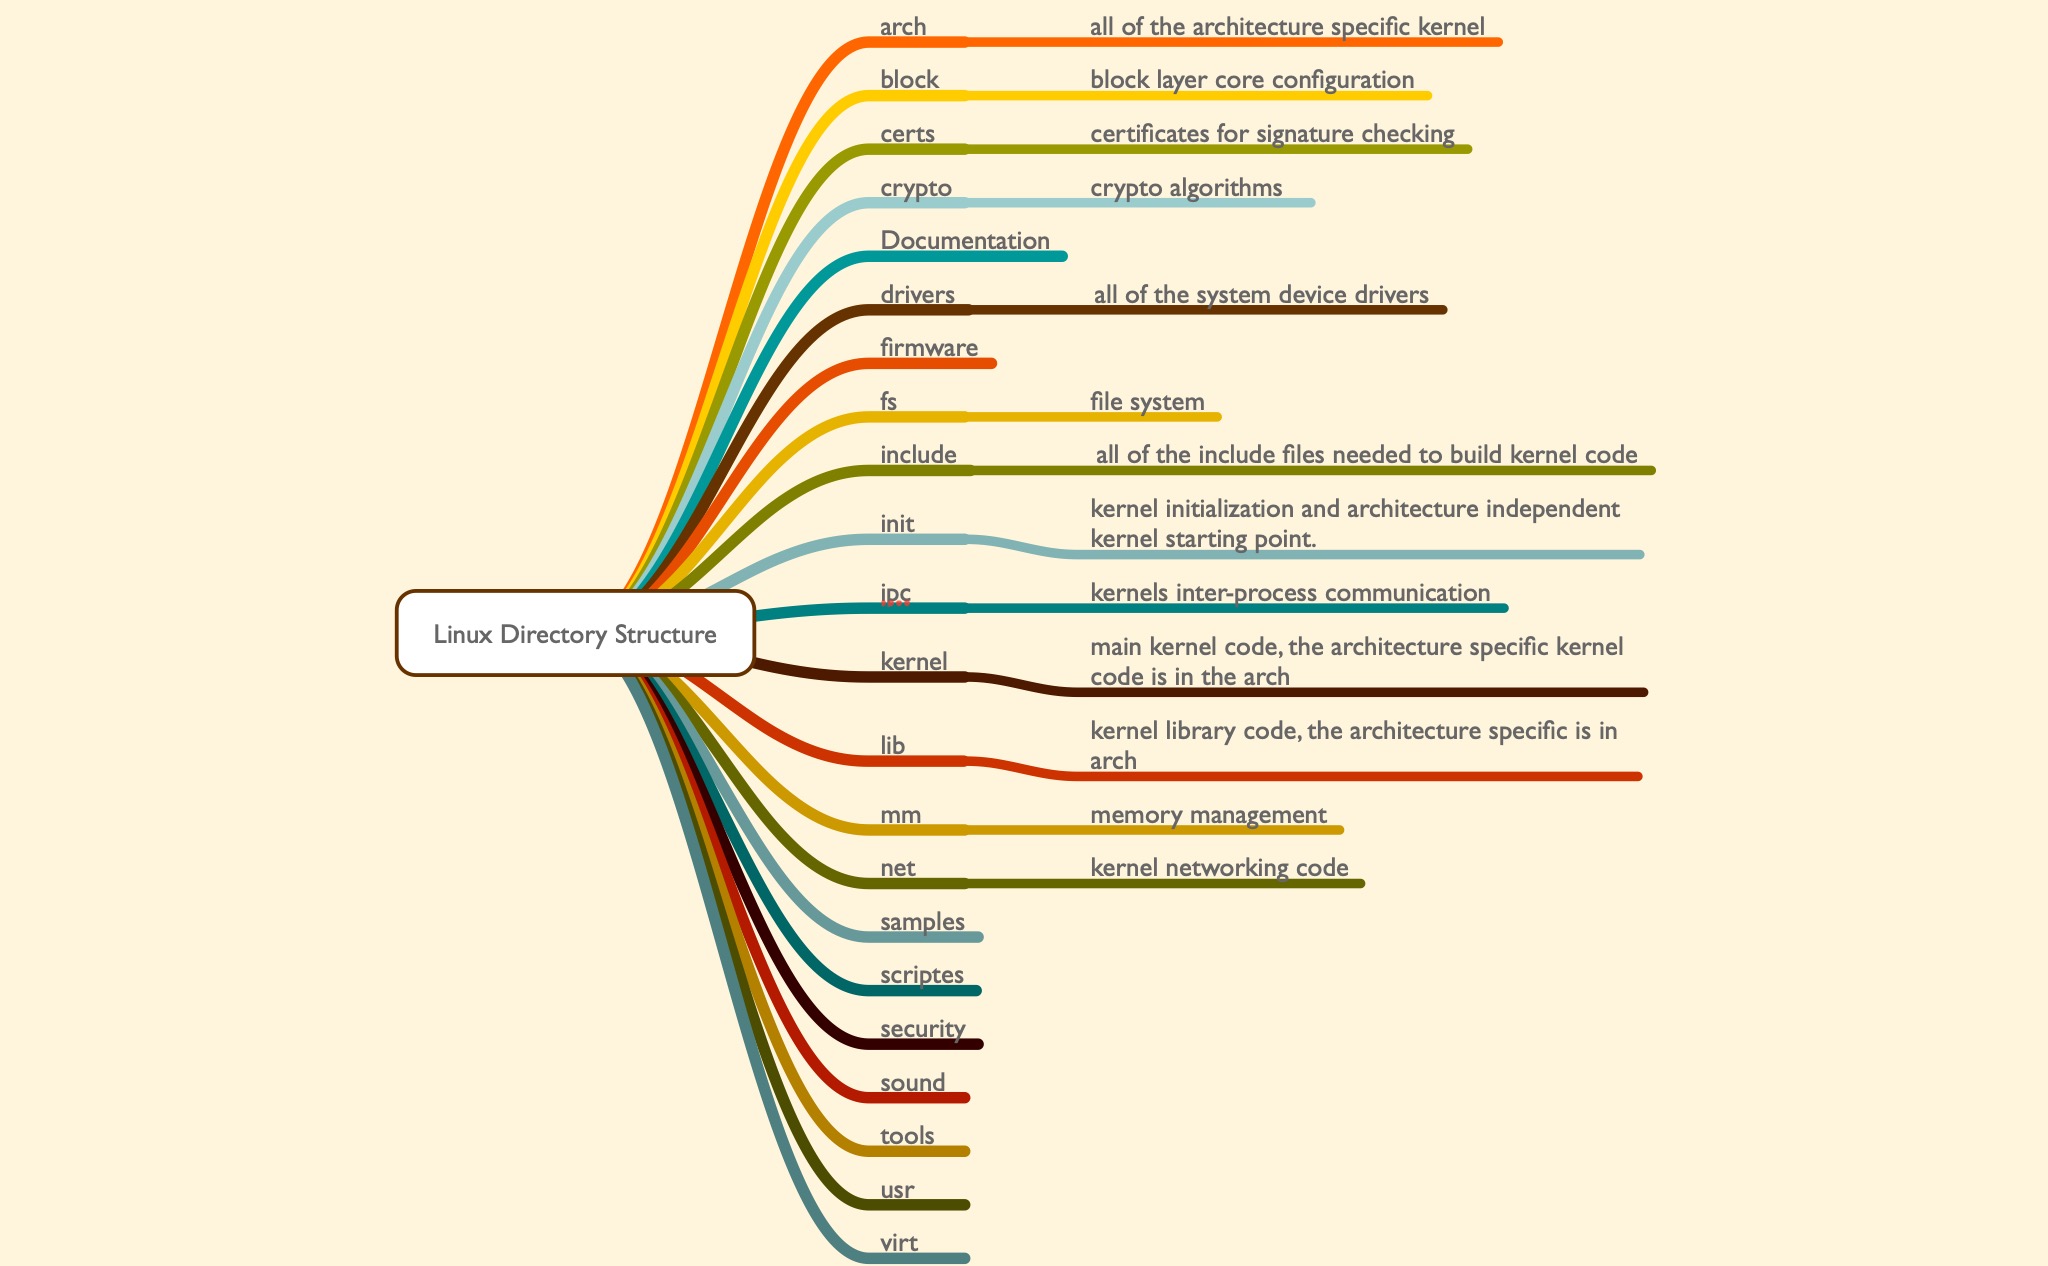 arch all of the architecture specific kernel
block block layer core configuration
certs certificates for signature checking
crypto crypto algorithms
Documentation
drivers all of the system device drivers
firmware
fs file system
include all of the include files needed to build kernel code
init kernel initialization and architecture independent
kernel starting point.
ipc kernels inter-process communication
Linux Directory Structure
kernel main kernel code, the architecture specific kernel
code is in the arch
lib kernel library code, the architecture specific is in
arch
mm memory management
net kernel networking code
samples
scriptes
security
sound
tools
usr
virt